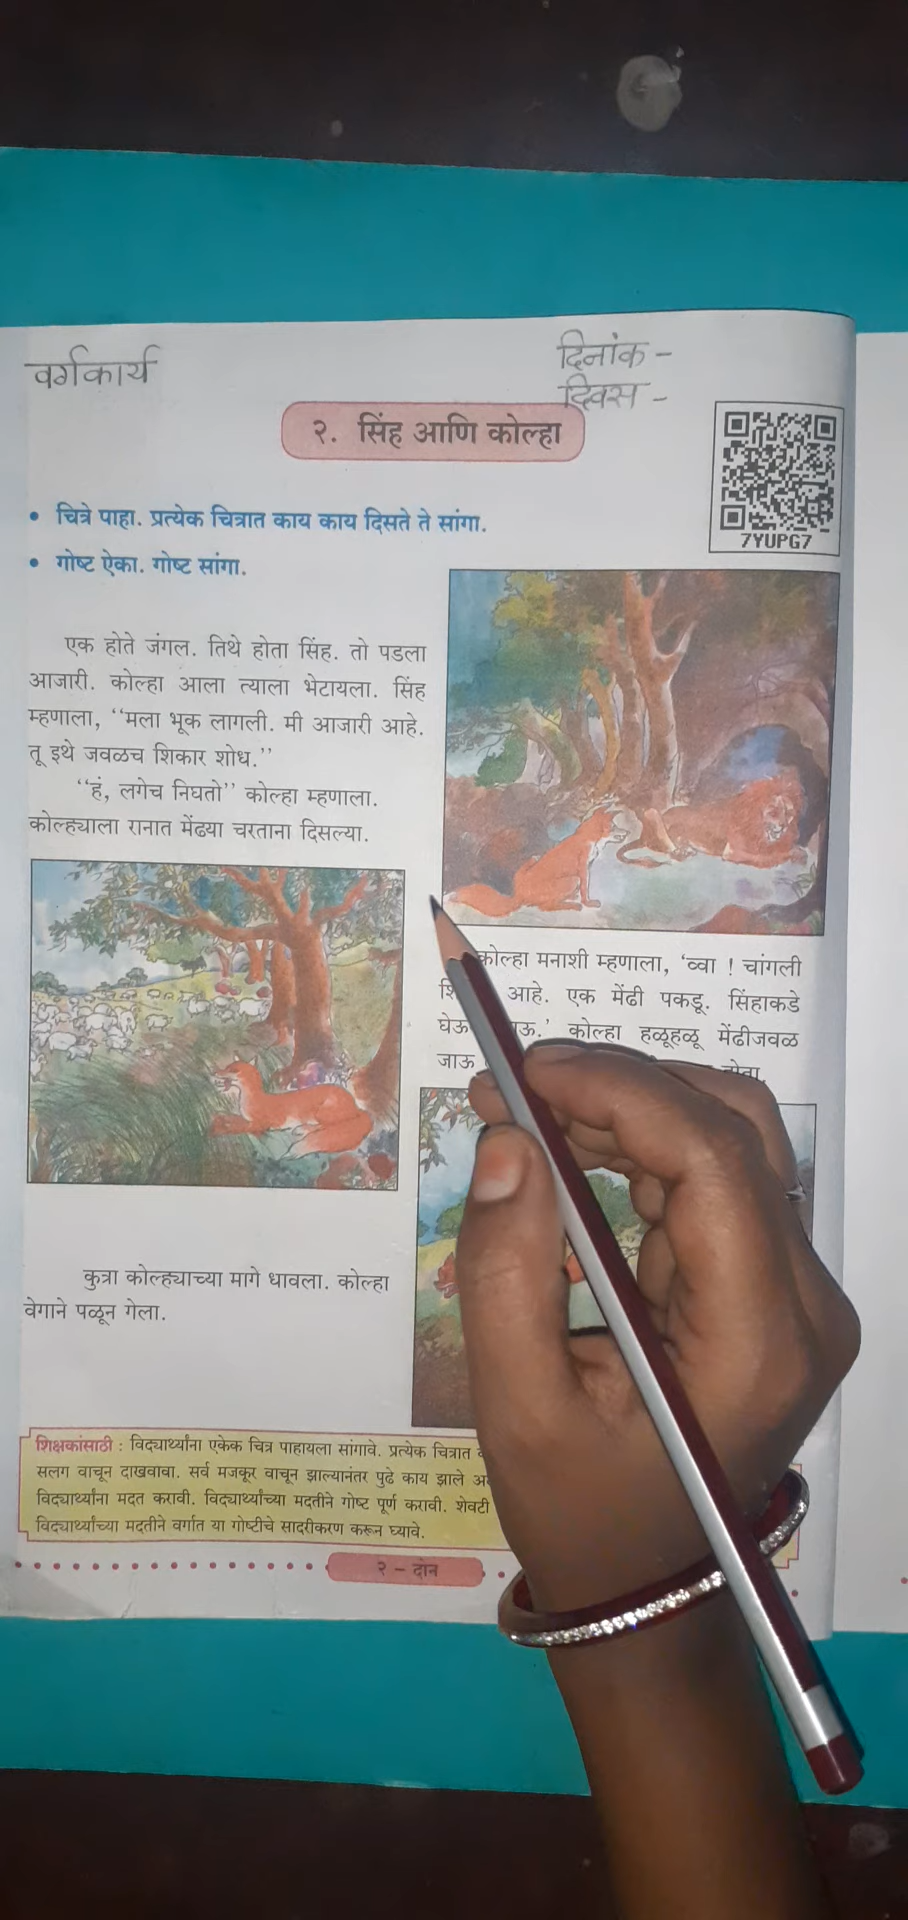 वर्गकार्य
दिनांक -
दिवस -
२. सिंह आणि कोल्हा
7YUPG7
• चित्रे पाहा. प्रत्येक चित्रात काय काय दिसते ते सांगा.
• गोष्ट ऐका. गोष्ट सांगा.
एक होते जंगल. तिथे होता सिंह. तो पडला
आजारी. कोल्हा आला त्याला भेटायला. सिंह
म्हणाला, “मला भूक लागली. मी आजारी आहे.
तू इथे जवळच शिकार शोध.”
“हं, लगेच निघतो” कोल्हा म्हणाला.
कोल्ह्याला रानात मेंढ्या चरताना दिसल्या.
कोल्हा मनाशी म्हणाला, ‘व्वा ! चांगली
आहे. एक मेंढी पकडू. सिंहाकडे
कोल्हा हळूहळू मेंढीजवळ
जाऊ
कुत्रा कोल्ह्याच्या मागे धावला. कोल्हा
वेगाने पळून गेला.
शिक्षकांसाठी : विद्यार्थ्यांना एकेक चित्र पाहायला सांगावे. प्रत्येक चित्रात
सलग वाचून दाखवावा. सर्व मजकूर वाचून झाल्यानंतर पुढे काय झाले
विद्यार्थ्यांना मदत करावी. विद्यार्थ्यांच्या मदतीने गोष्ट पूर्ण करावी. शेवटी
विद्यार्थ्यांच्या मदतीने वर्गात या गोष्टीचे सादरीकरण करून घ्यावे.
२ – दोन